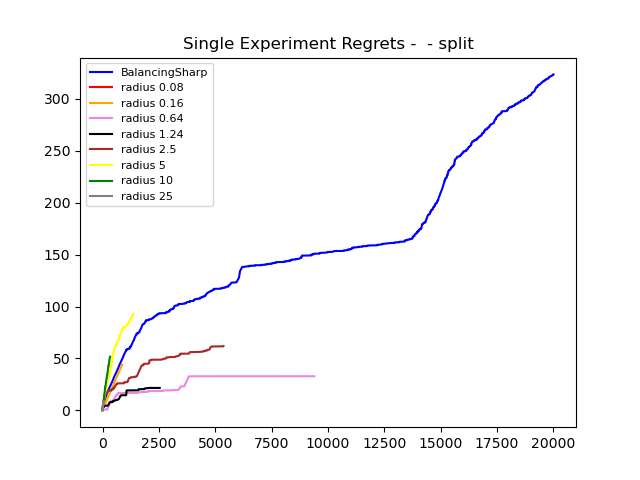 Single Experiment Regrets -  - split
BalancingSharp
radius 0.08
radius 0.16
radius 0.64
radius 1.24
radius 2.5
radius 5
radius 10
radius 25
300
250
200
150
100
50
0
0 2500 5000 7500 10000 12500 15000 17500 20000